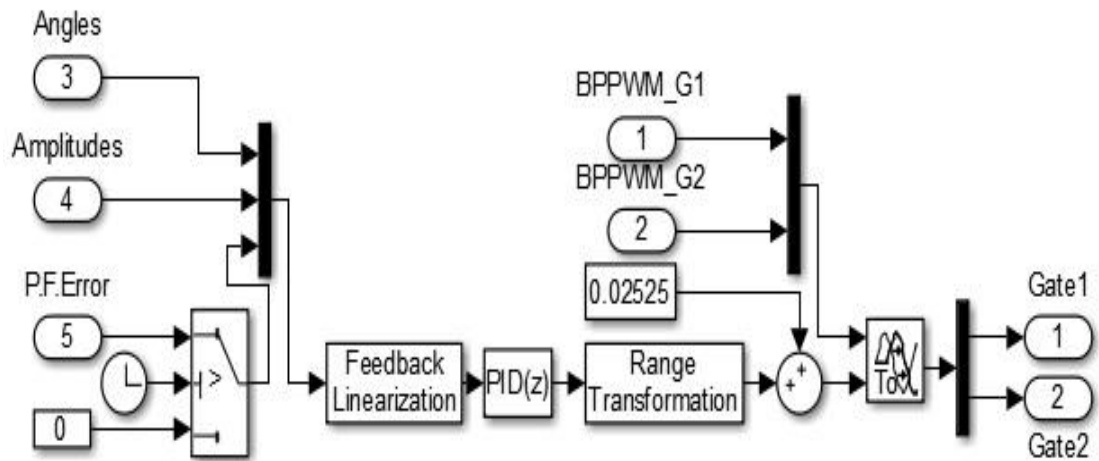 Angles
3
Amplitudes
4
P.F.Error
5
>
0
Feedback
Linearization
PID(z)
Range
Transformation
BPPWM_G1
1
BPPWM_G2
2
0.02525
+
+
To
Gate1
1
2
Gate2